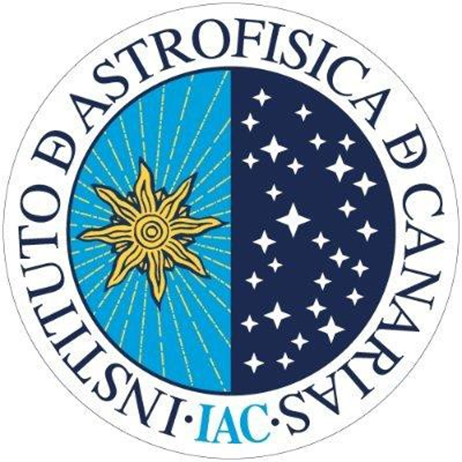 INSTITUTO DE ASTROFISICA DE CANARIAS
·IAC·